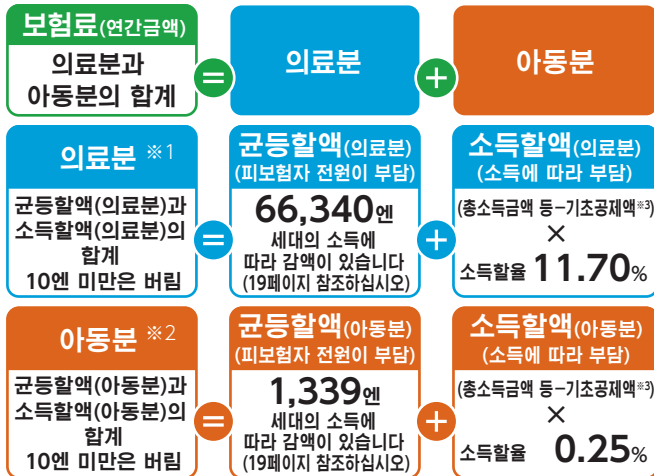 보험료(연간금액)
의료분과
아동분의 합계
=
의료분
+
아동분
의료분 ※1
균등할액(의료분)과
소득할액(의료분)의
합계
10엔 미만은 버림
=
균등할액(의료분)
(피보험자 전원이 부담)
66,340엔
세대의 소득에
따라 감액이 있습니다
(19페이지 참조하십시오)
+
소득할액(의료분)
(소득에 따라 부담)
(총소득금액 등-기초공제액※3)
×
소득할율 11.70%
아동분 ※2
균등할액(아동분)과
소득할액(아동분)의
합계
10엔 미만은 버림
=
균등할액(아동분)
(피보험자 전원이 부담)
1,339엔
세대의 소득에
따라 감액이 있습니다
(19페이지 참조하십시오)
+
소득할액(아동분)
(소득에 따라 부담)
(총소득금액 등-기초공제액※3)
×
소득할율 0.25%